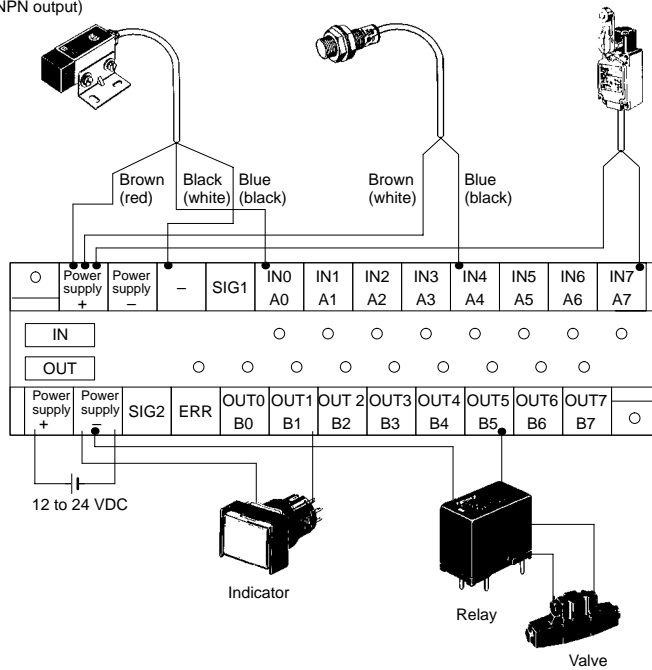 NPN output)
Brown
(red)
Black
(white)
Blue
(black)
Brown
(white)
Blue
(black)
Power
supply
+
Power
supply
–
–
SIG1
IN0
A0
IN1
A1
IN2
A2
IN3
A3
IN4
A4
IN5
A5
IN6
A6
IN7
A7
IN
OUT
Power
supply
+
Power
supply
–
SIG2
ERR
OUT0
B0
OUT1
B1
OUT 2
B2
OUT3
B3
OUT4
B4
OUT5
B5
OUT6
B6
OUT7
B7
12 to 24 VDC
Indicator
Relay
Valve